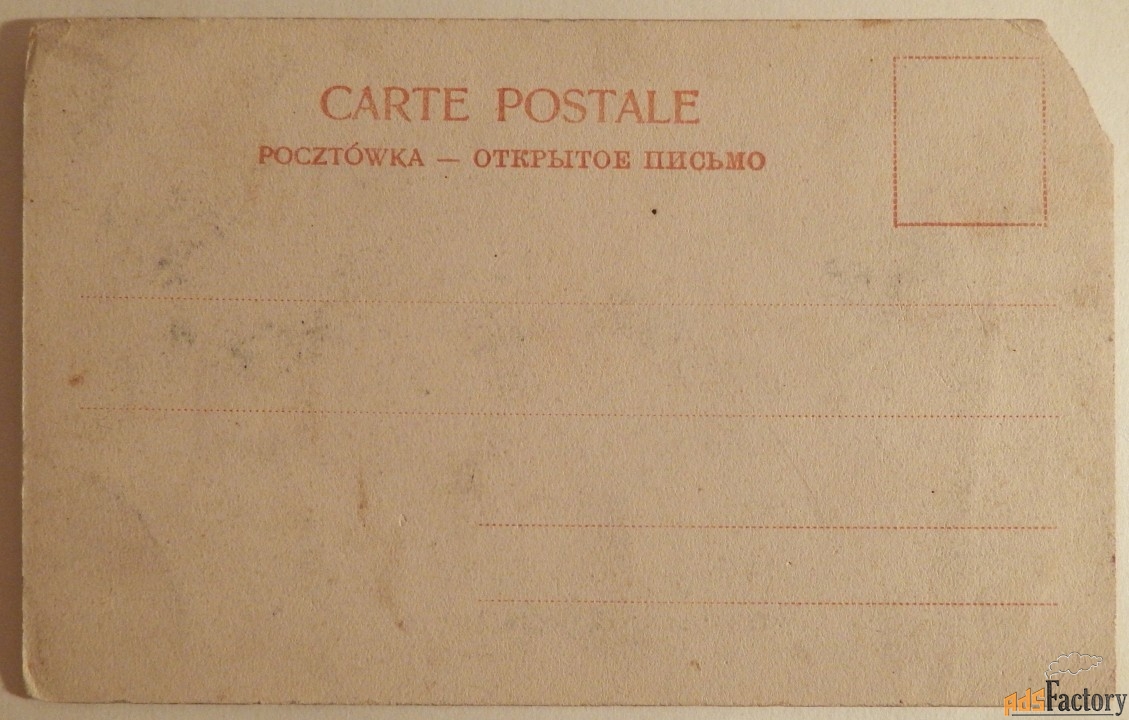 CARTE POSTALE
POCZTÓWKA — ОТКРЫТОЕ ПИСЬМО
AdsFactory